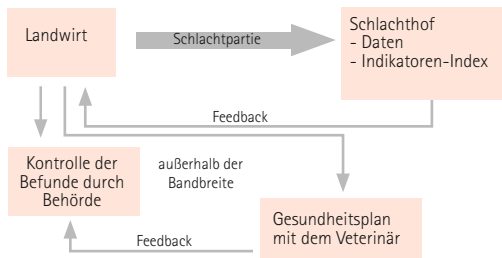 Landwirt
Schlachtpartie
Schlachthof
- Daten
- Indikatoren-Index
Feedback
Kontrolle der
Befunde durch
Behörde
außerhalb der
Bandbreite
Gesundheitsplan
mit dem Veterinär
Feedback